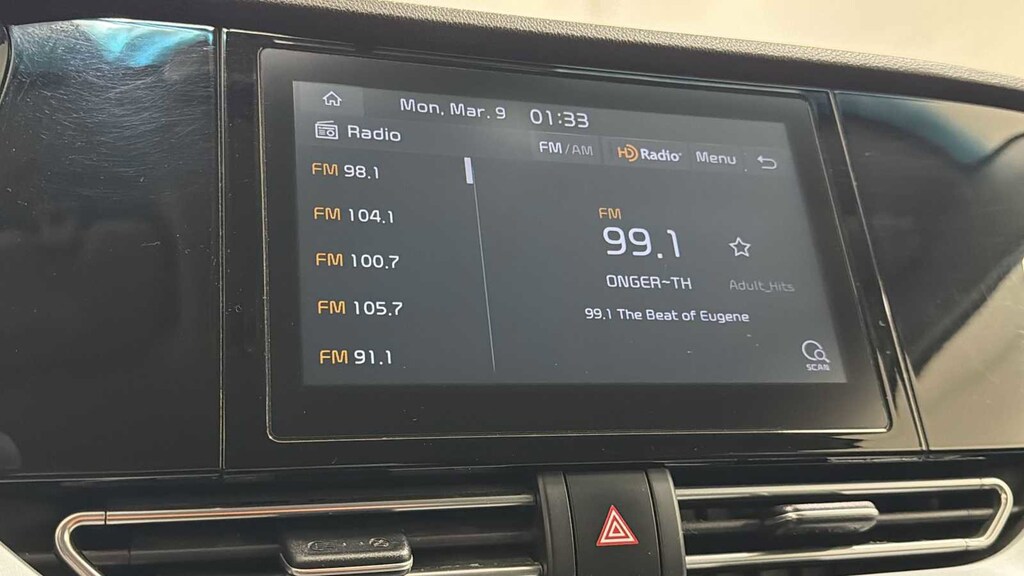 Mon, Mar. 9 01:33
Radio
FM/AM HD Radio Menu
FM 98.1
FM 104.1
FM 100.7
FM 105.7
FM 91.1
FM
99.1
ONGER~TH
Adult_Hits
99.1 The Beat of Eugene
SCAN